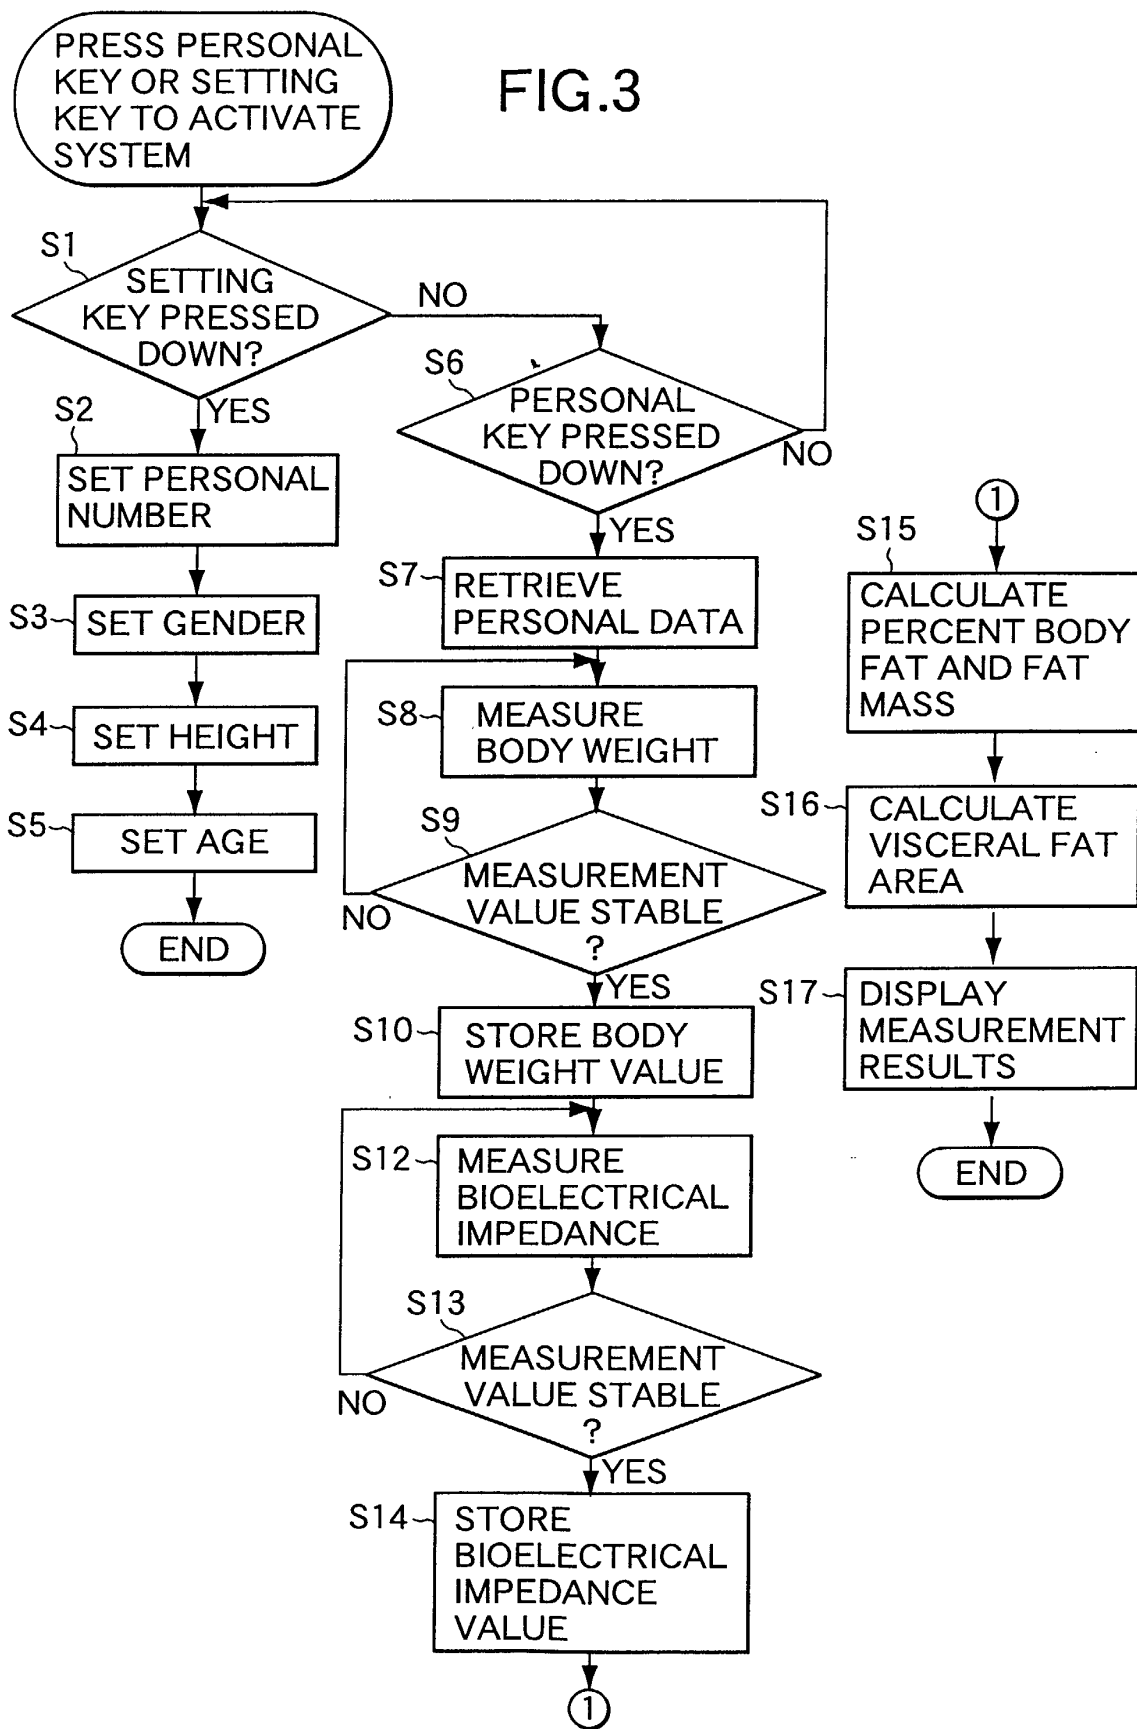 FIG.3
PRESS PERSONAL
KEY OR SETTING
KEY TO ACTIVATE
SYSTEM
S1
SETTING
KEY PRESSED
DOWN?
NO
YES
S2
SET PERSONAL
NUMBER
S3
SET GENDER
S4
SET HEIGHT
S5
SET AGE
END
S6
PERSONAL
KEY PRESSED
DOWN?
NO
YES
S7
RETRIEVE
PERSONAL DATA
S8
MEASURE
BODY WEIGHT
S9
MEASUREMENT
VALUE STABLE
?
NO
YES
S10
STORE BODY
WEIGHT VALUE
S12
MEASURE
BIOELECTRICAL
IMPEDANCE
S13
MEASUREMENT
VALUE STABLE
?
NO
YES
S14
STORE
BIOELECTRICAL
IMPEDANCE
VALUE
1
1
S15
CALCULATE
PERCENT BODY
FAT AND FAT
MASS
S16
CALCULATE
VISCERAL FAT
AREA
S17
DISPLAY
MEASUREMENT
RESULTS
END